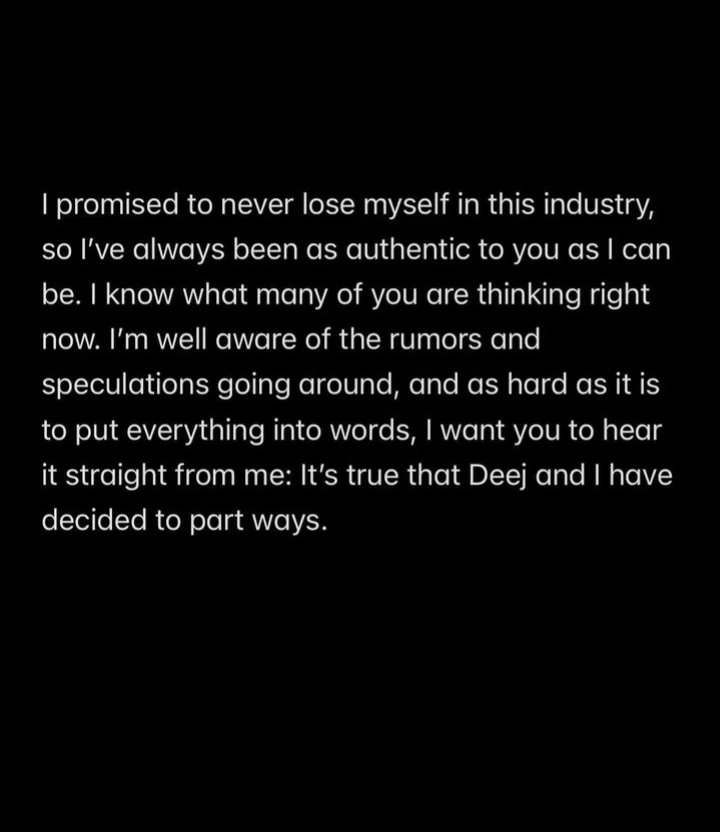 I promised to never lose myself in this industry,
so I’ve always been as authentic to you as I can
be. I know what many of you are thinking right
now. I’m well aware of the rumors and
speculations going around, and as hard as it is
to put everything into words, I want you to hear
it straight from me: It’s true that Deej and I have
decided to part ways.